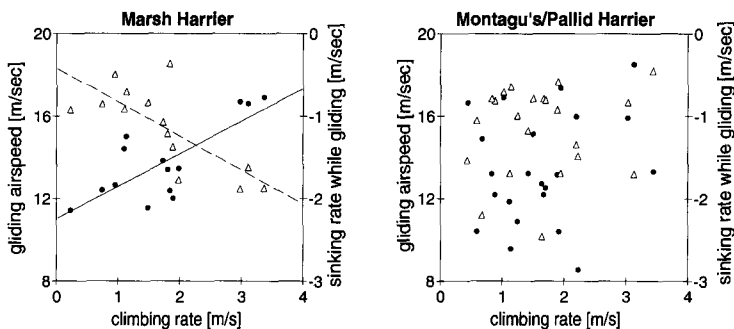 Marsh Harrier
20
16
12
8
gliding airspeed [m/sec]
0
-1
-2
-3
sinking rate while gliding [m/sec]
0 1 2 3 4
climbing rate [m/s]
Montagu's/Pallid Harrier
20
16
12
8
gliding airspeed [m/sec]
0
-1
-2
-3
sinking rate while gliding [m/sec]
0 1 2 3 4
climbing rate [m/s]